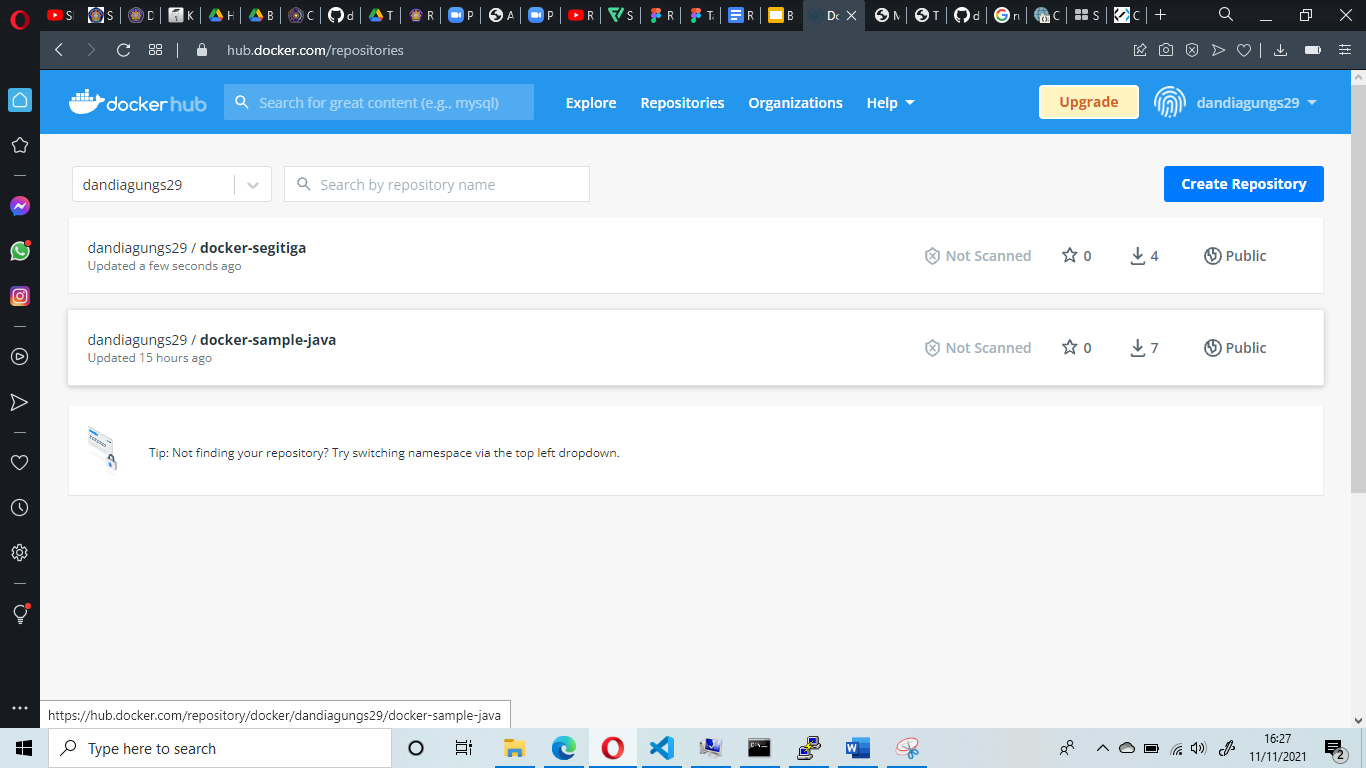 hub.docker.com/repositories
docker hub
Search for great content (e.g., mysql)
Explore
Repositories
Organizations
Help
Upgrade
dandiagungs29
dandiagungs29
Search by repository name
Create Repository
dandiagungs29 / docker-segitiga
Updated a few seconds ago
Not Scanned
0
4
Public
dandiagungs29 / docker-sample-java
Updated 15 hours ago
Not Scanned
0
7
Public
Tip: Not finding your repository? Try switching namespace via the top left dropdown.
https://hub.docker.com/repository/docker/dandiagungs29/docker-sample-java
Type here to search
16:27
11/11/2021
2